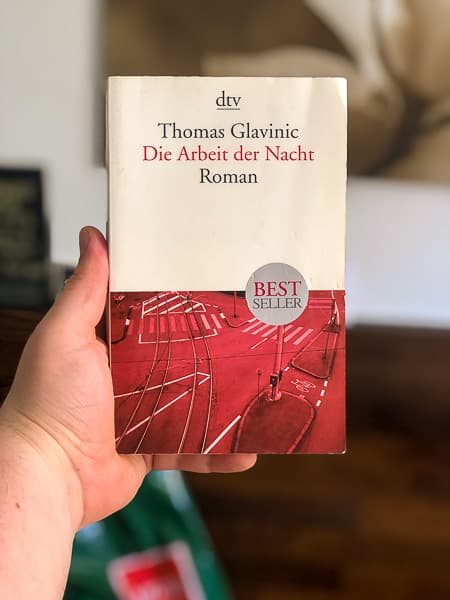 dtv
Thomas Glavinic
Die Arbeit der Nacht
Roman
BEST
SELLER